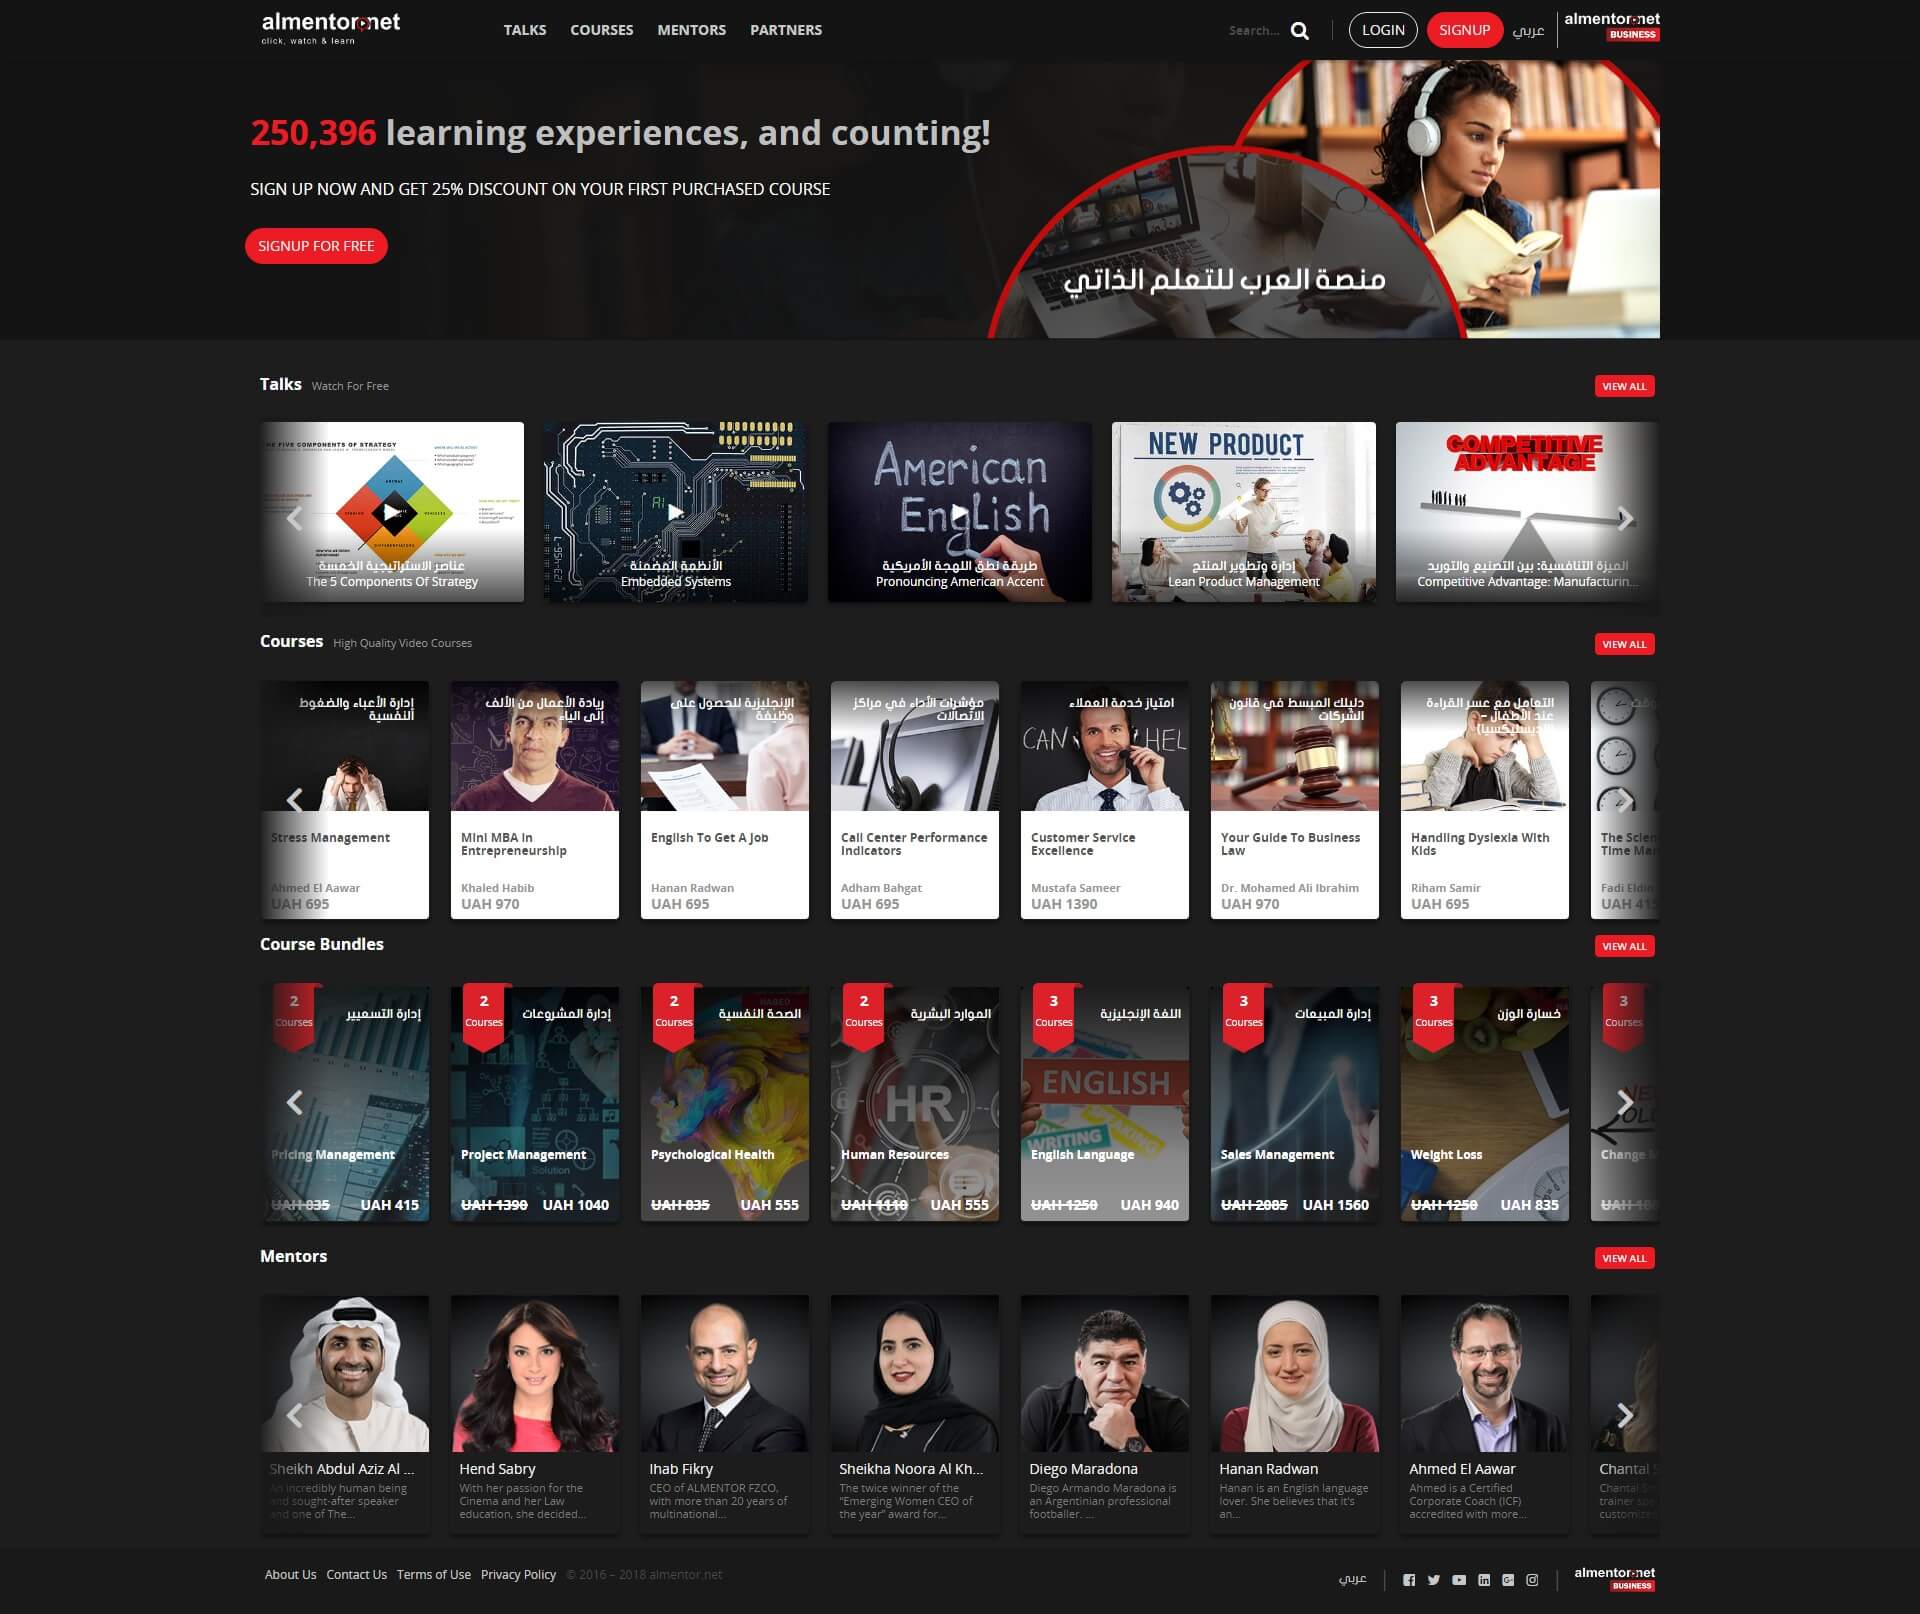 almentor.net
click, watch & learn
TALKS
COURSES
MENTORS
PARTNERS
Search...
LOGIN
SIGNUP
عربي
almentor.net
BUSINESS
250,396 learning experiences, and counting!
SIGN UP NOW AND GET 25% DISCOUNT ON YOUR FIRST PURCHASED COURSE
SIGNUP FOR FREE
منصة العرب للتعلم الذاتي
Talks Watch For Free
VIEW ALL
THE FIVE COMPONENTS OF STRATEGY
عناصر الاستراتيجية الخمسة
The 5 Components Of Strategy
الأنظمة المضمنة
Embedded Systems
American
English
طريقة نطق اللهجة الأمريكية
Pronouncing American Accent
NEW PRODUCT
إدارة وتطوير المنتج
Lean Product Management
COMPETITIVE
ADVANTAGE
الميزة التنافسية: بين التصنيع والتوريد
Competitive Advantage: Manufacturin...
Courses High Quality Video Courses
VIEW ALL
إدارة الأعباء والضغوط
النفسية
Stress Management
Ahmed El Aawar
UAH 695
ريادة الأعمال من الألف
إلى الياء
Mini MBA in
Entrepreneurship
Khaled Habib
UAH 970
الإنجليزية للحصول على
وظيفة
English To Get A Job
Hanan Radwan
UAH 695
مؤشرات الأداء في مراكز
الاتصالات
Call Center Performance
Indicators
Adham Bahgat
UAH 695
امتياز خدمة العملاء
CAN HEL
Customer Service
Excellence
Mustafa Sameer
UAH 1390
دليلك المبسط في قانون
الشركات
Your Guide To Business
Law
Dr. Mohamed Ali Ibrahim
UAH 970
التعامل مع عسر القراءة
عند الأطفال -
(الديسليكسيا)
Handling Dyslexia With
Kids
Riham Samir
UAH 695
The Scien
Time Ma
Fadi Eldin
UAH 415
Course Bundles
VIEW ALL
2
Courses
إدارة التسعيير
Pricing Management
UAH 835 UAH 415
2
Courses
إدارة المشروعات
Solution
Project Management
UAH 1390 UAH 1040
2
Courses
الصحة النفسية
Psychological Health
UAH 835 UAH 555
2
Courses
الموارد البشرية
HR
Human Resources
UAH 1110 UAH 555
3
Courses
اللغة الإنجليزية
ENGLISH
WRITING
English Language
UAH 1250 UAH 940
3
Courses
إدارة المبيعات
Sales Management
UAH 2085 UAH 1560
3
Courses
خسارة الوزن
Weight Loss
UAH 1250 UAH 835
3
Courses
Change M
Mentors
VIEW ALL
Sheikh Abdul Aziz Al ...
An incredibly human being
and sought-after speaker
and one of The...
Hend Sabry
With her passion for the
Cinema and her Law
education, she decided...
Ihab Fikry
CEO of ALMENTOR FZCO,
with more than 20 years of
multinational...
Sheikha Noora Al Kh...
The twice winner of the
"Emerging Women CEO of
the year" award for...
Diego Maradona
Diego Armando Maradona is
an Argentinian professional
footballer. ...
Hanan Radwan
Hanan is an English language
lover. She believes that it's
an...
Ahmed El Aawar
Ahmed is a Certified
Corporate Coach (ICF)
accredited with more...
Chantal S
trainer spe
customize
About Us
Contact Us
Terms of Use
Privacy Policy
© 2016 – 2018 almentor.net
عربي
almentor.net
BUSINESS